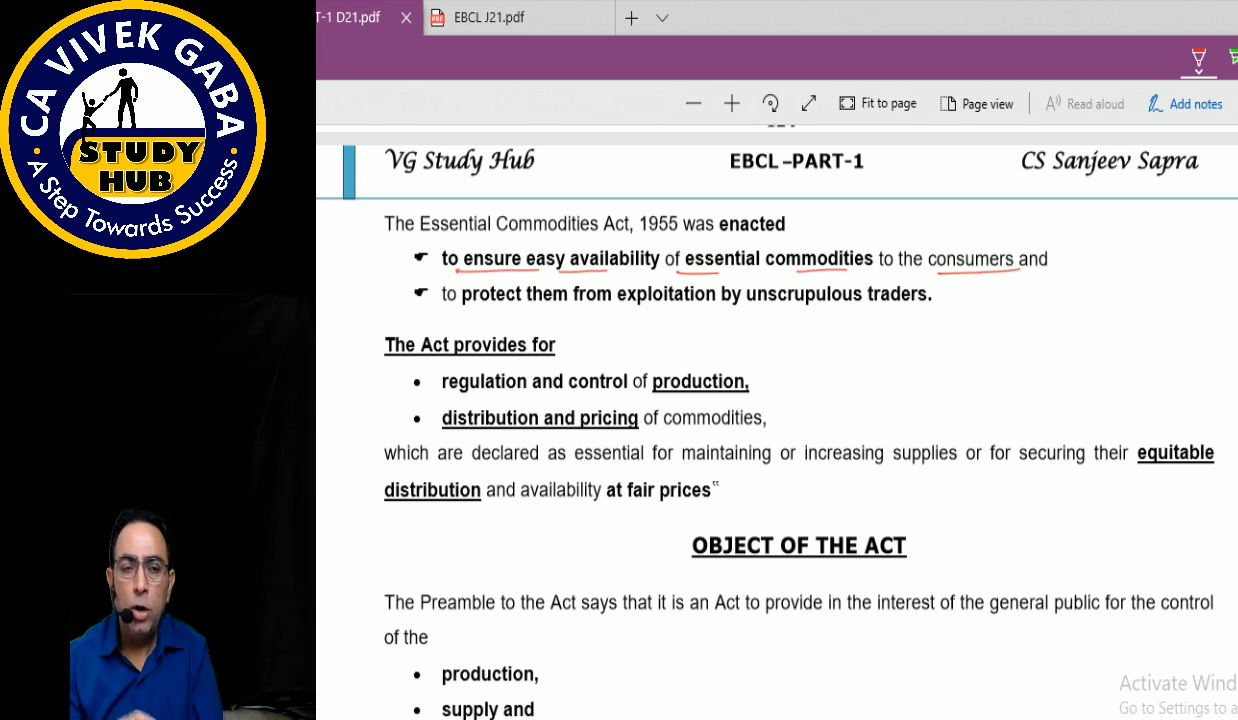 CA VIVEK GABA
STUDY
HUB
• A Step Towards Success •
T-1 D21.pdf
EBCL J21.pdf
Fit to page
Page view
Read aloud
Add notes
VG Study Hub EBCL –PART-1 CS Sanjeev Sapra
The Essential Commodities Act, 1955 was enacted
☛ to ensure easy availability of essential commodities to the consumers and
☛ to protect them from exploitation by unscrupulous traders.
The Act provides for
• regulation and control of production,
• distribution and pricing of commodities,
which are declared as essential for maintaining or increasing supplies or for securing their equitable
distribution and availability at fair prices“
OBJECT OF THE ACT
The Preamble to the Act says that it is an Act to provide in the interest of the general public for the control
of the
• production,
• supply and
Activate Wind
Go to Settings to a